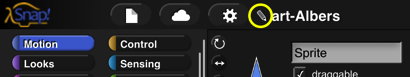 Snap!
art-Albers
Motion Control
Sprite
Looks Sensing
draggable